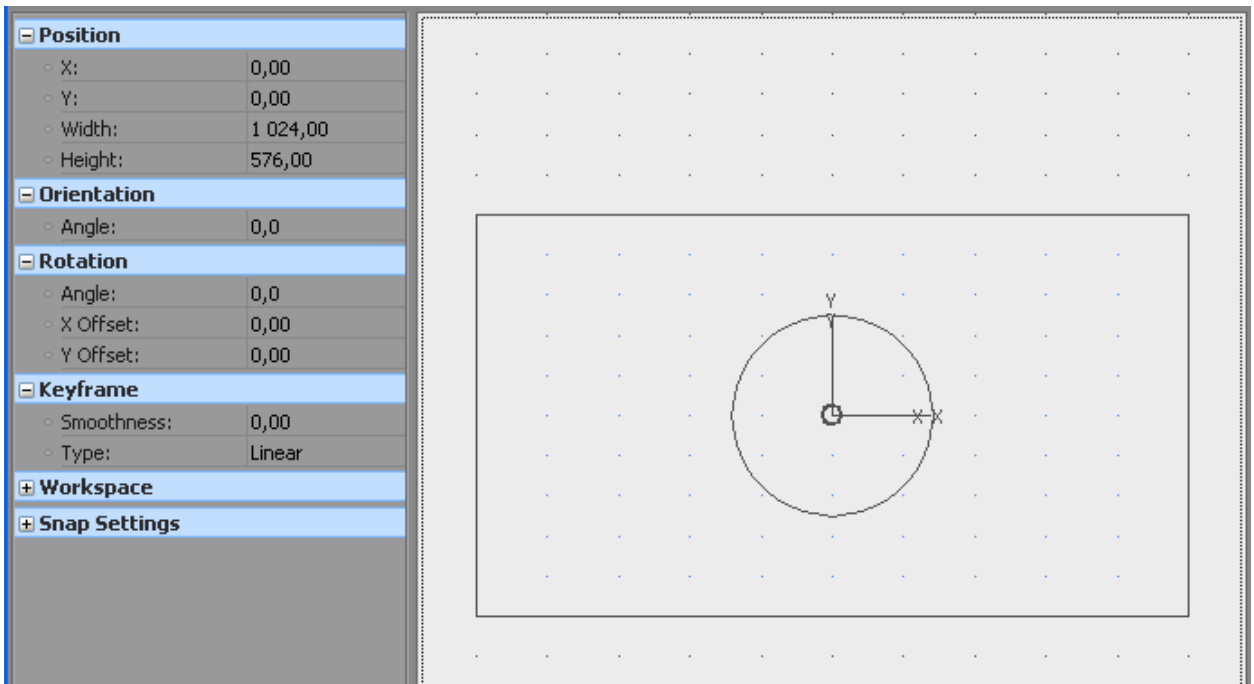 Position
X: 0,00
Y: 0,00
Width: 1 024,00
Height: 576,00
Orientation
Angle: 0,0
Rotation
Angle: 0,0
X Offset: 0,00
Y Offset: 0,00
Keyframe
Smoothness: 0,00
Type: Linear
Workspace
Snap Settings
Y
Y
X X